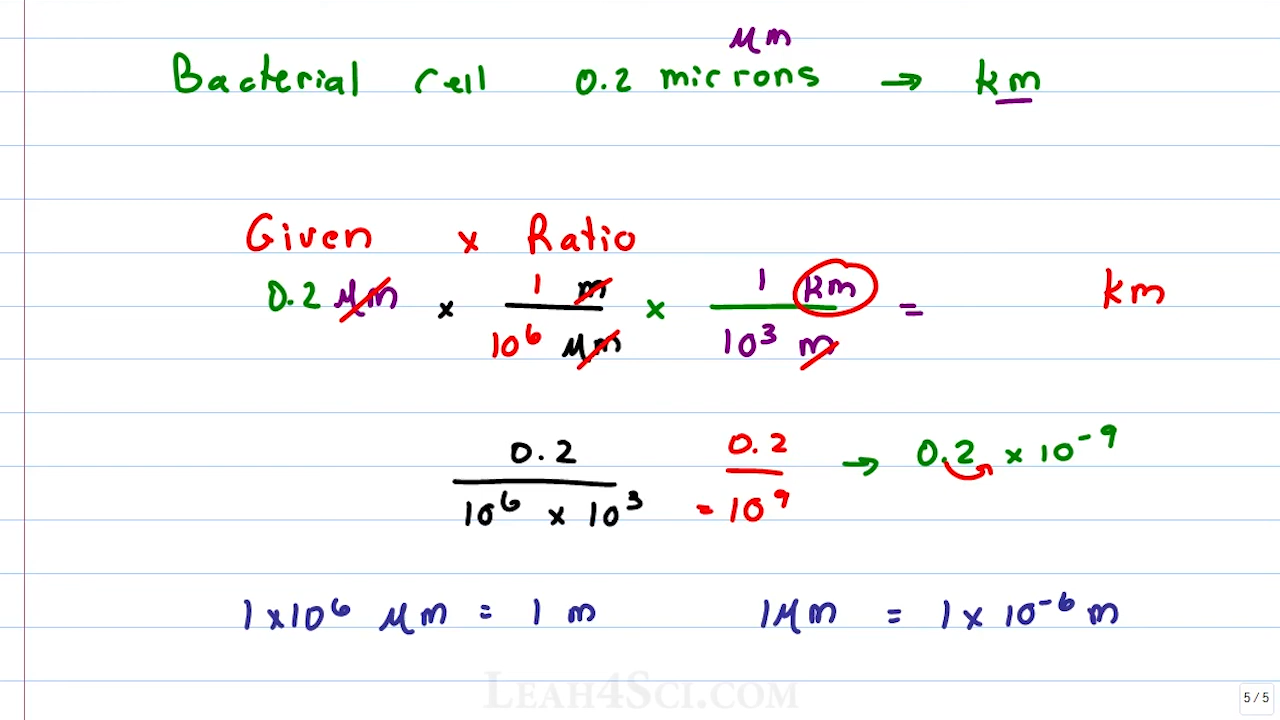 μm
Bacterial cell 0.2 microns → km
Given x Ratio
0.2 μm x 1 m / 10⁶ μm x 1 km / 10³ m = km
0.2 / 10⁶ x 10³ = 0.2 / 10⁹ → 0.2 x 10⁻⁹
1 x 10⁶ μm = 1 m 1 μm = 1 x 10⁻⁶ m
LEAH4SCI.COM
5 / 5